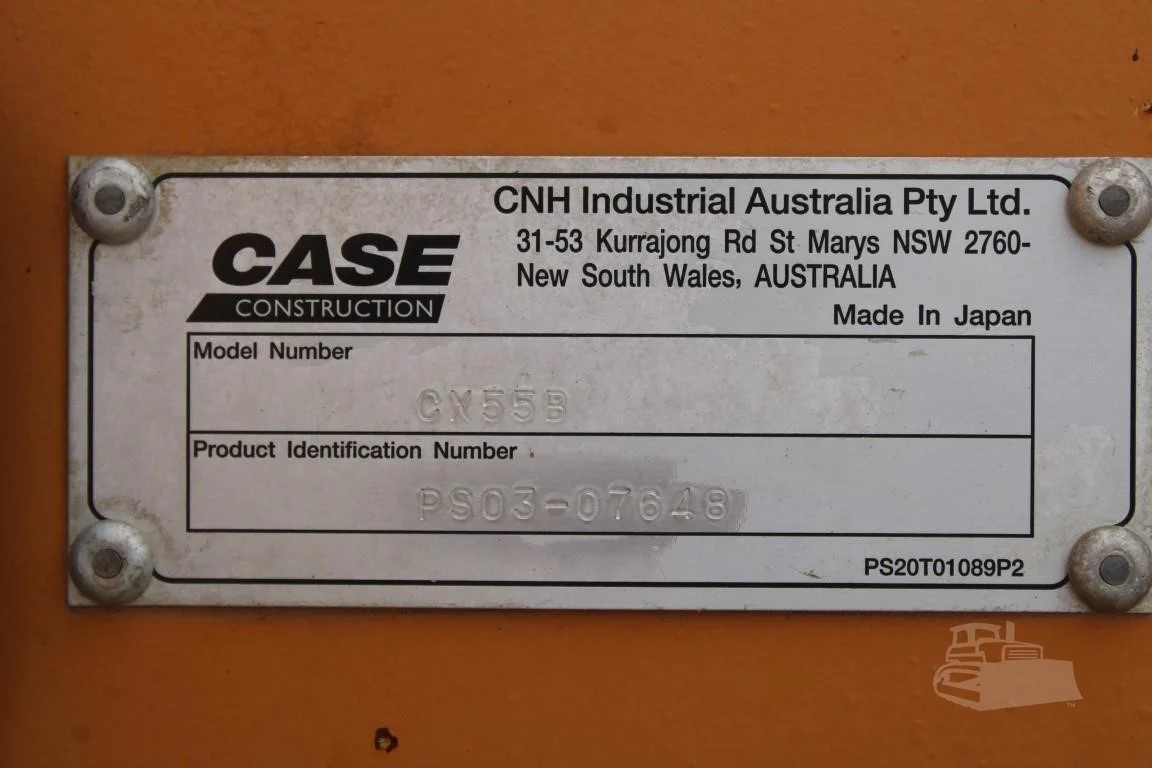 CNH Industrial Australia Pty Ltd.
31-53 Kurrajong Rd St Marys NSW 2760-
New South Wales, AUSTRALIA
CASE
CONSTRUCTION
Made In Japan
Model Number
CX55B
Product Identification Number
PS03-07648
PS20T01089P2
TM